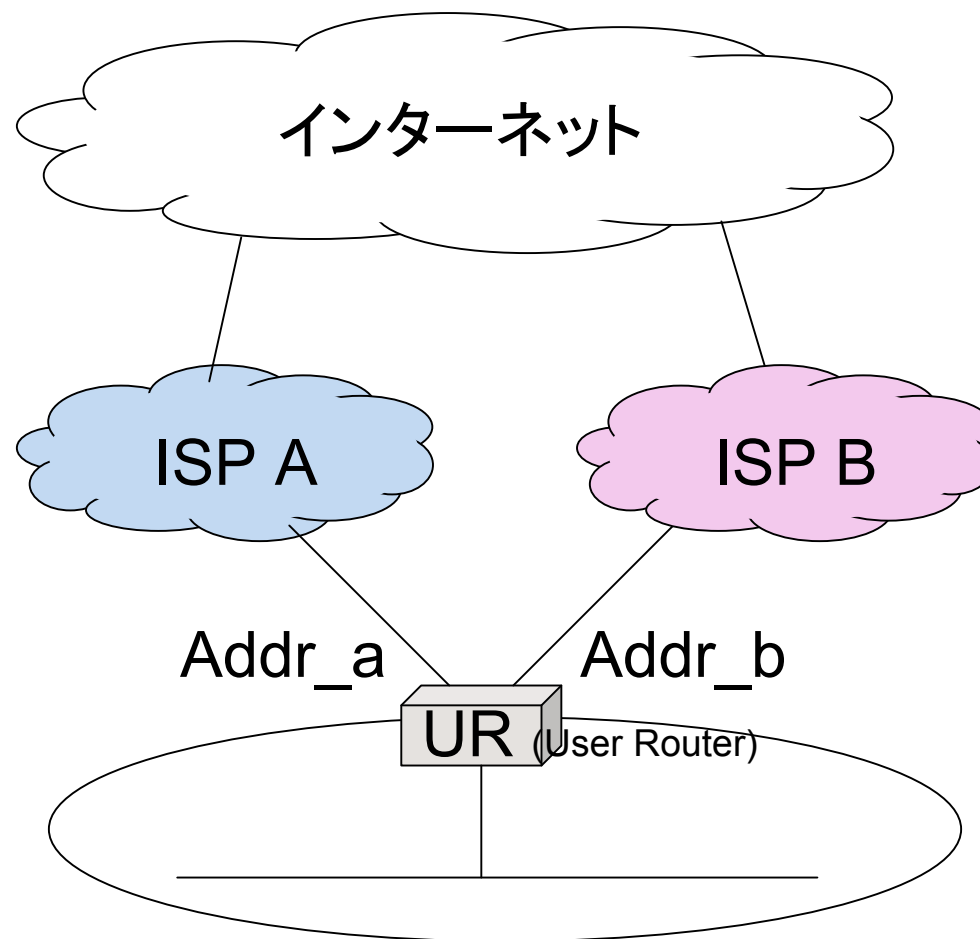 インターネット
ISP A
ISP B
Addr_a
Addr_b
UR (User Router)